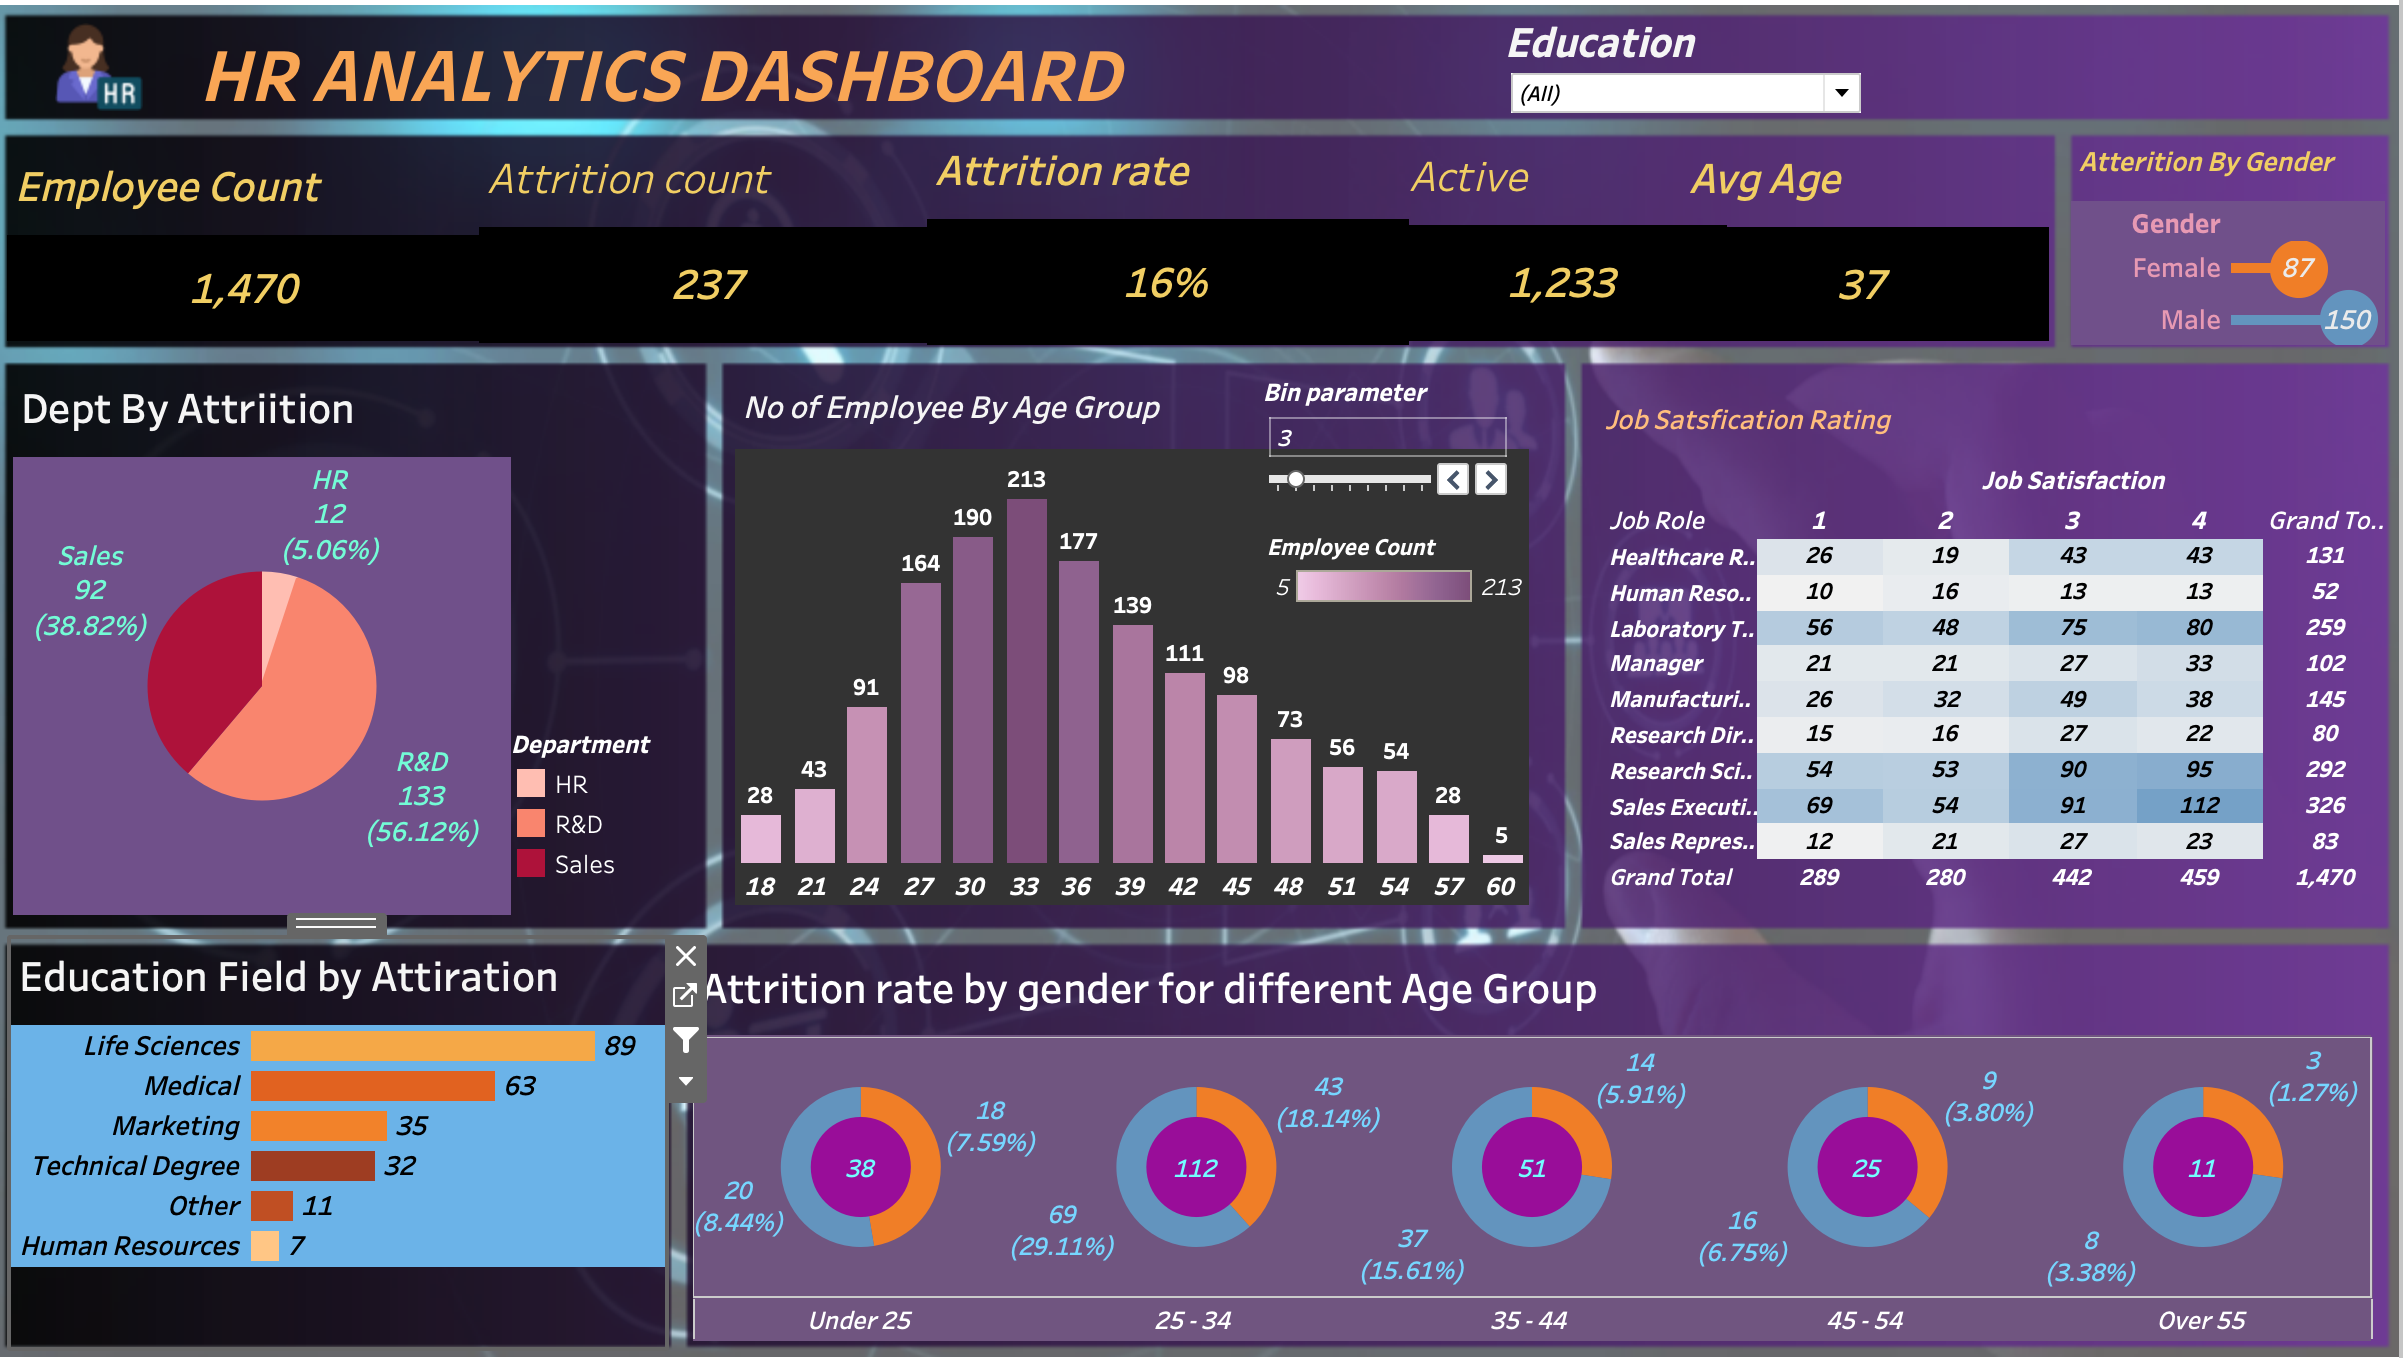 HR
HR ANALYTICS DASHBOARD
Education
(All)
Employee Count
Attrition count
Attrition rate
Active
Avg Age
1,470
237
16%
1,233
37
Atterition By Gender
Gender
Female 87
Male 150
Dept By Attriition
HR
12
(5.06%)
Sales
92
(38.82%)
R&D
133
(56.12%)
Department
HR
R&D
Sales
No of Employee By Age Group
Bin parameter
3
Employee Count
5 213
28 43 91 164 190 213 177 139 111 98 73 56 54 28 5
18 21 24 27 30 33 36 39 42 45 48 51 54 57 60
Job Satsfication Rating
Job Satisfaction
Job Role 1 2 3 4 Grand To..
Healthcare R.. 26 19 43 43 131
Human Reso.. 10 16 13 13 52
Laboratory T.. 56 48 75 80 259
Manager 21 21 27 33 102
Manufacturi.. 26 32 49 38 145
Research Dir.. 15 16 27 22 80
Research Sci.. 54 53 90 95 292
Sales Executi.. 69 54 91 112 326
Sales Repres.. 12 21 27 23 83
Grand Total 289 280 442 459 1,470
Education Field by Attiration
Life Sciences 89
Medical 63
Marketing 35
Technical Degree 32
Other 11
Human Resources 7
Attrition rate by gender for different Age Group
18
(7.59%)
38
20
(8.44%)
43
(18.14%)
112
69
(29.11%)
14
(5.91%)
51
37
(15.61%)
9
(3.80%)
25
16
(6.75%)
3
(1.27%)
11
8
(3.38%)
Under 25
25 - 34
35 - 44
45 - 54
Over 55